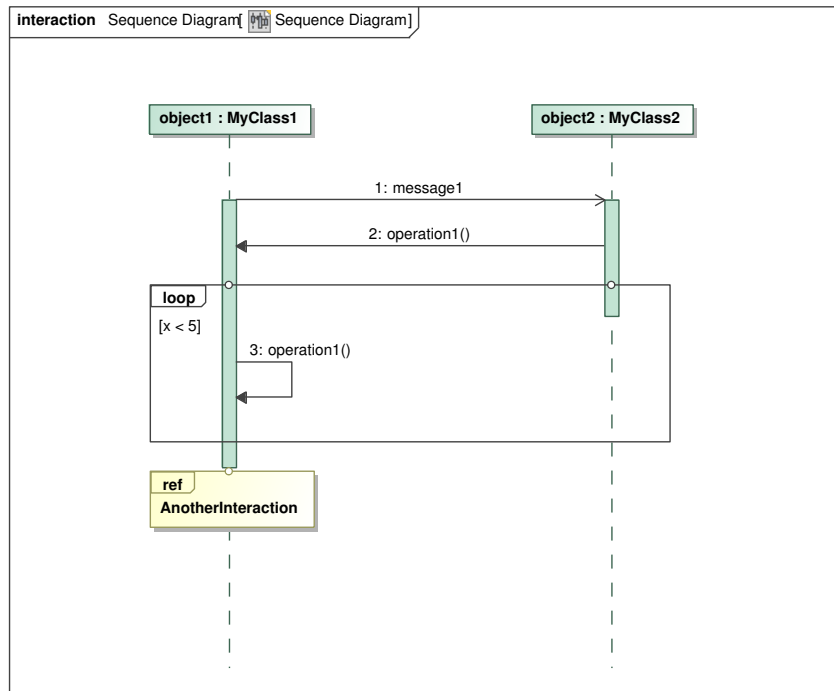 interaction Sequence Diagram[ Sequence Diagram]
object1 : MyClass1
object2 : MyClass2
1: message1
2: operation1()
loop
[x < 5]
3: operation1()
ref
AnotherInteraction